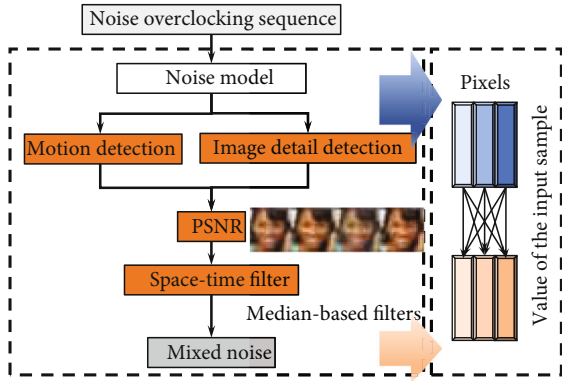 Noise overclocking sequence
Noise model
Pixels
Motion detection
Image detail detection
PSNR
Space-time filter
Median-based filters
Mixed noise
Value of the input sample